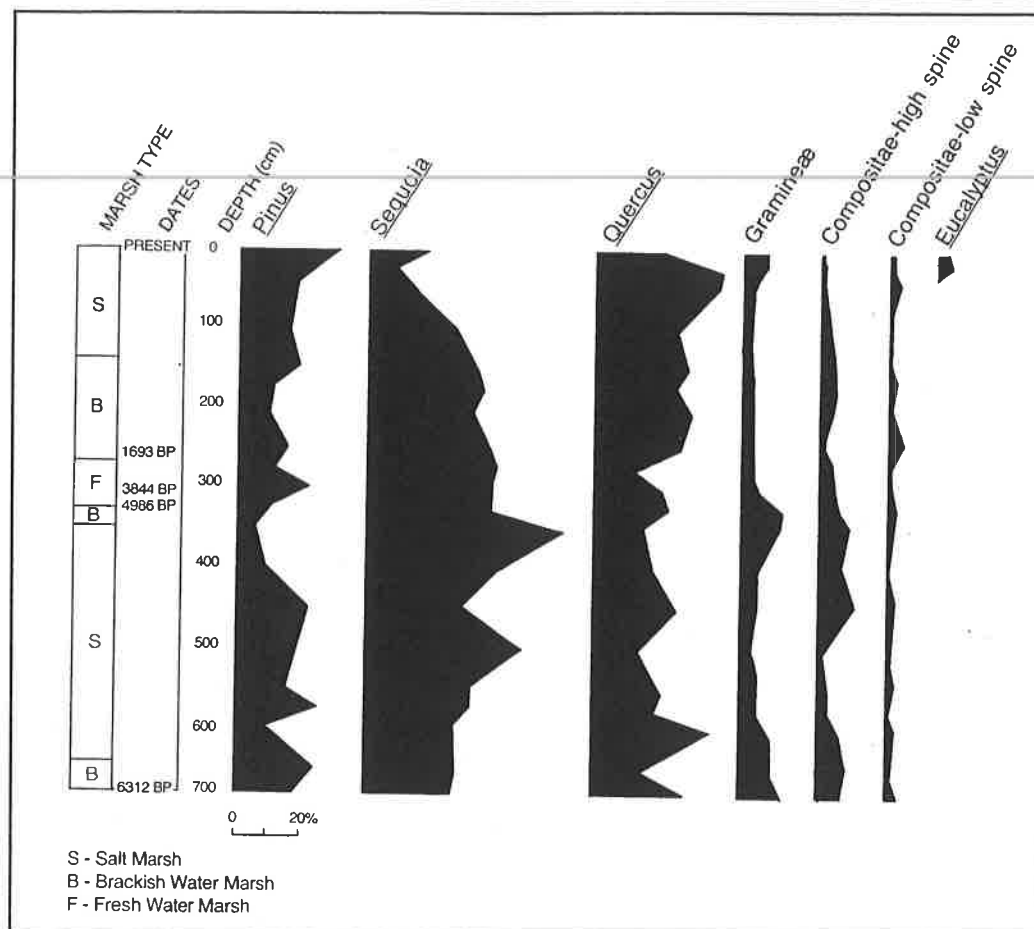 MARSH TYPE
DATES
DEPTH (cm)
Pinus
Sequoia
Quercus
Gramineæ
Compositae-high spine
Compositae-low spine
Eucalyptus
PRESENT 0
S
100
B
200
1693 BP
F
300
3844 BP
4986 BP
B
400
S
500
600
B
6312 BP 700
0 20%
S - Salt Marsh
B - Brackish Water Marsh
F - Fresh Water Marsh